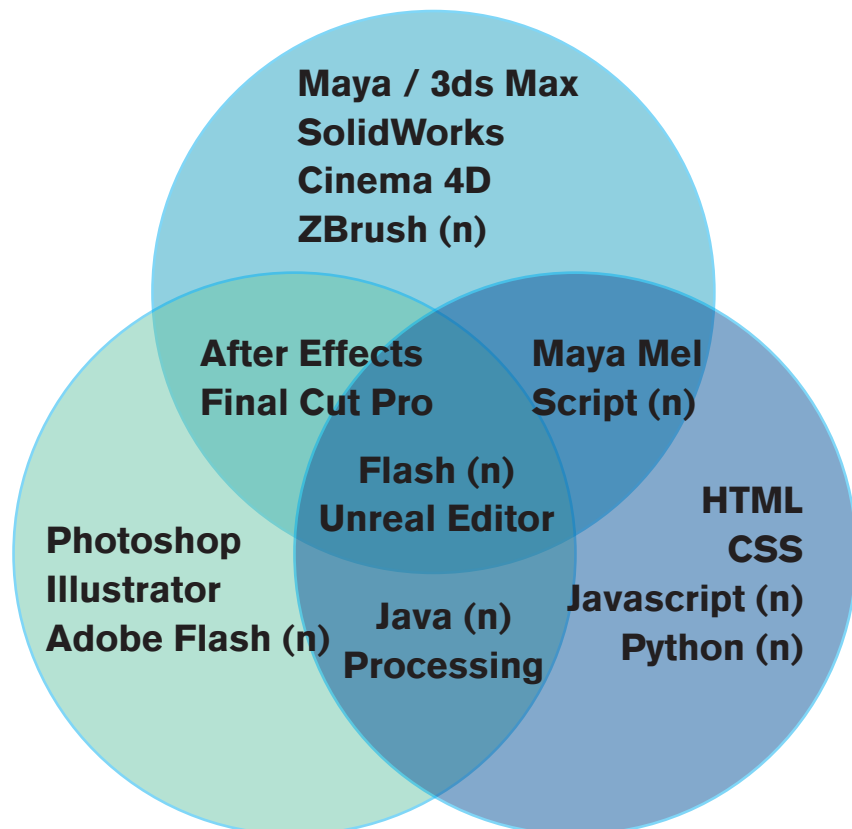 Maya / 3ds Max
SolidWorks
Cinema 4D
ZBrush (n)
After Effects
Final Cut Pro
Maya Mel
Script (n)
Flash (n)
Unreal Editor
Photoshop
Illustrator
Adobe Flash (n)
HTML
CSS
Javascript (n)
Python (n)
Java (n)
Processing